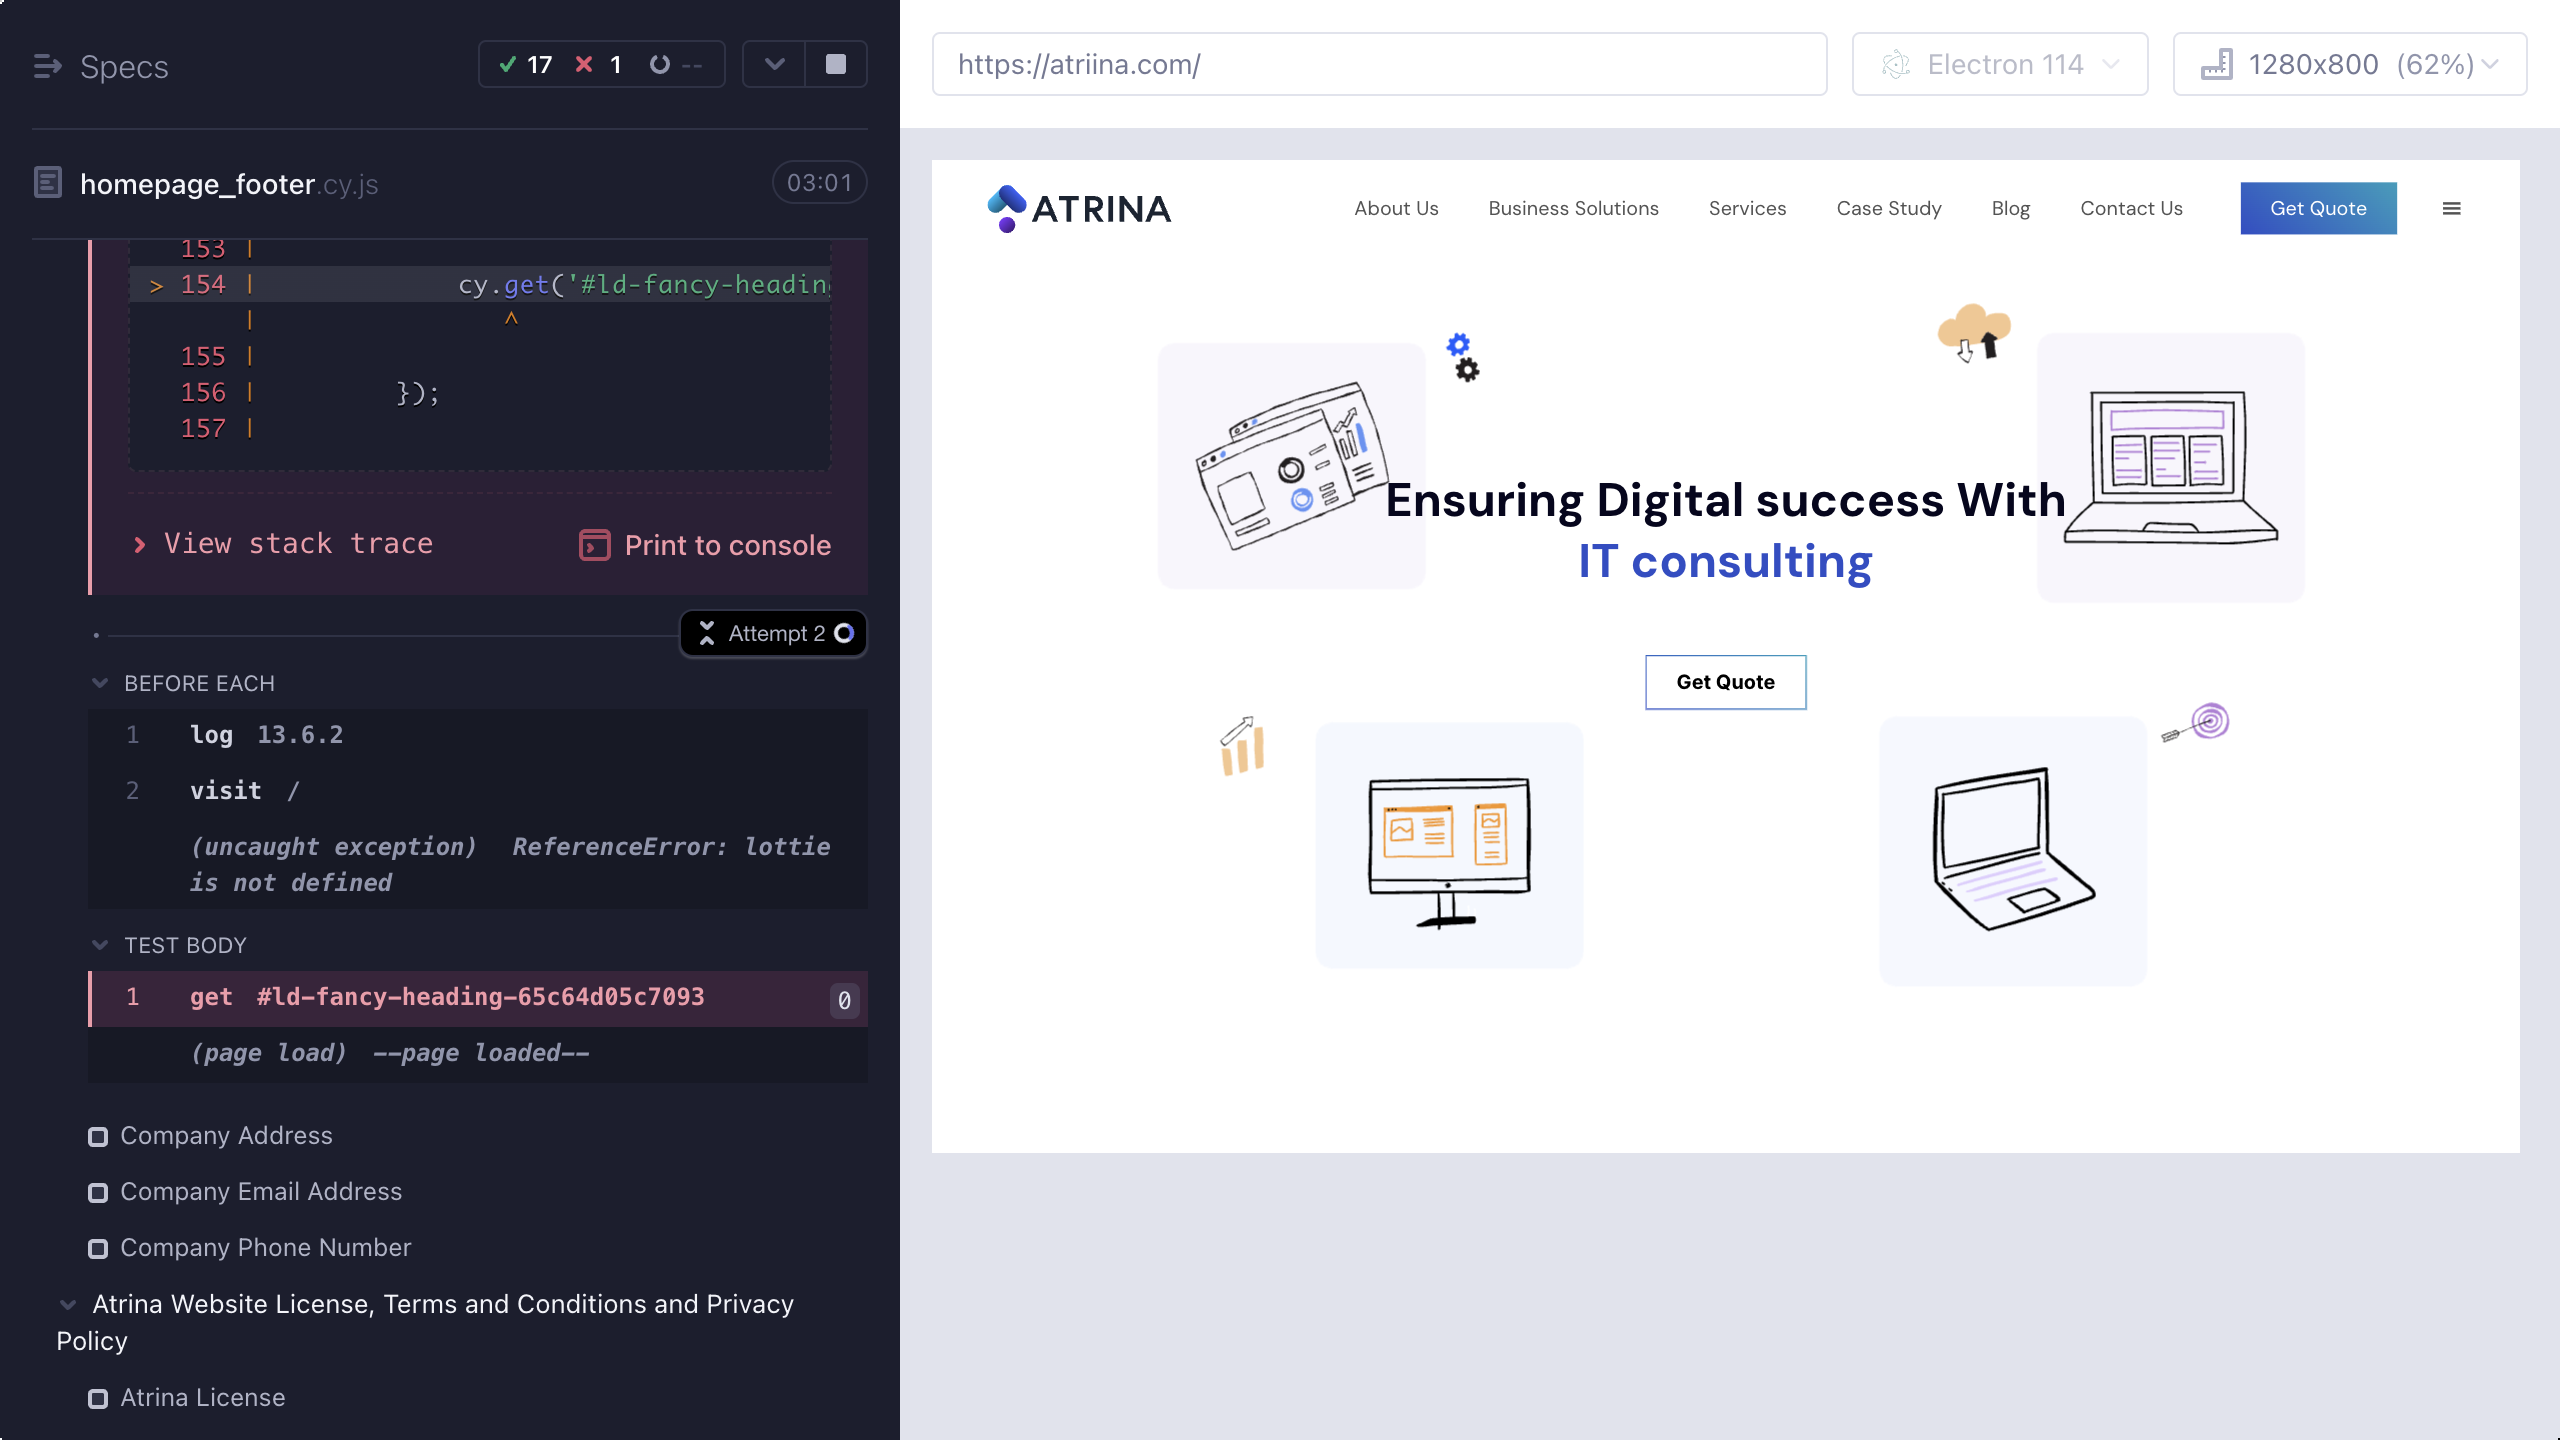 Specs
17 1 --
homepage_footer.cy.js
03:01
153 |
> 154 | cy.get('#ld-fancy-heading
| ^
155 |
156 | });
157 |
View stack trace
Print to console
Attempt 2
BEFORE EACH
1 log 13.6.2
2 visit /
(uncaught exception) ReferenceError: lottie
is not defined
TEST BODY
1 get #ld-fancy-heading-65c64d05c7093 0
(page load) --page loaded--
Company Address
Company Email Address
Company Phone Number
Atrina Website License, Terms and Conditions and Privacy
Policy
Atrina License
https://atriina.com/
Electron 114
1280x800 (62%)
ATRINA
About Us
Business Solutions
Services
Case Study
Blog
Contact Us
Get Quote
Ensuring Digital success With
IT consulting
Get Quote